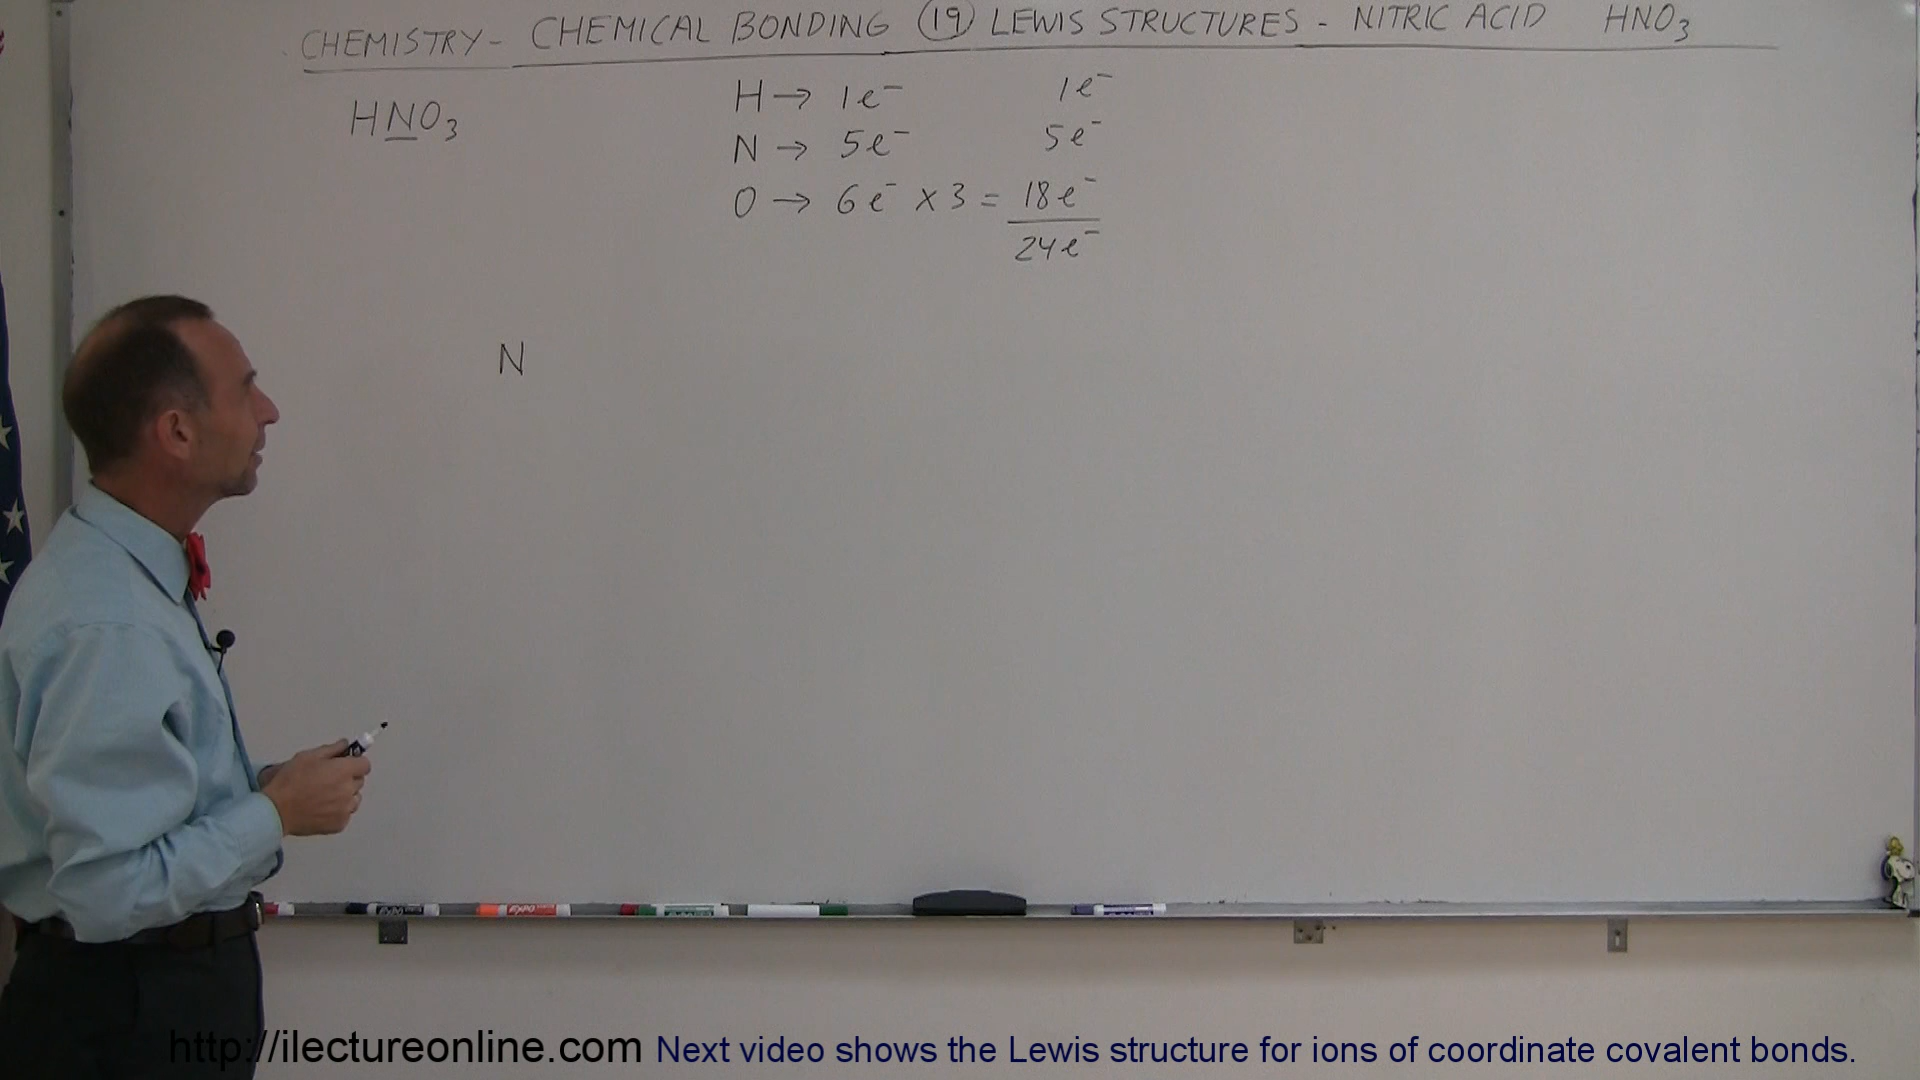 CHEMISTRY - CHEMICAL BONDING (19) LEWIS STRUCTURES - NITRIC ACID HNO₃
HNO₃
H → 1e⁻ 1e⁻
N → 5e⁻ 5e⁻
O → 6e⁻ x 3 = 18e⁻
24e⁻
N
EXPO
http://ilectureonline.com Next video shows the Lewis structure for ions of coordinate covalent bonds.